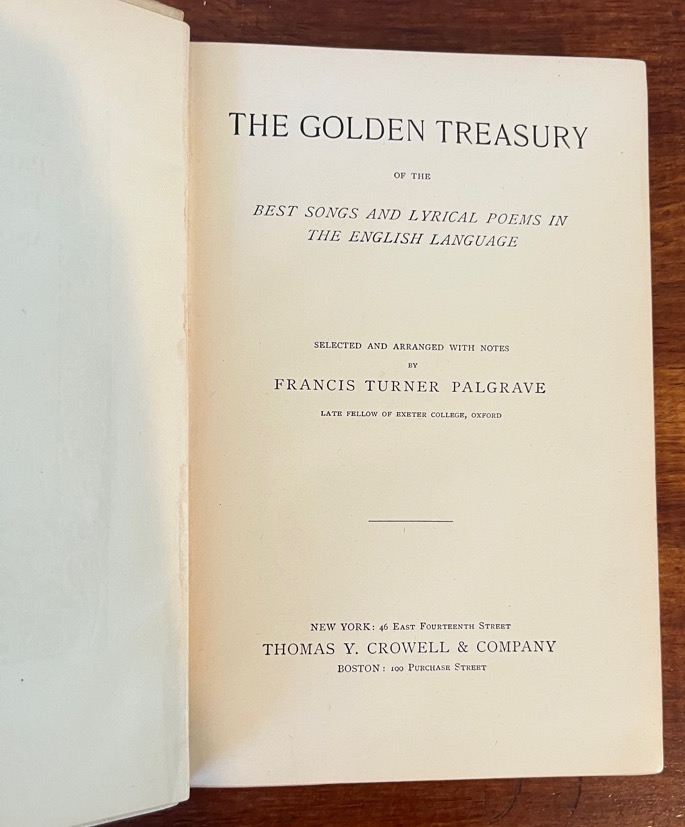 THE GOLDEN TREASURY
OF THE
BEST SONGS AND LYRICAL POEMS IN
THE ENGLISH LANGUAGE
SELECTED AND ARRANGED WITH NOTES
BY
FRANCIS TURNER PALGRAVE
LATE FELLOW OF EXETER COLLEGE, OXFORD
NEW YORK: 46 EAST FOURTEENTH STREET
THOMAS Y. CROWELL & COMPANY
BOSTON: 100 PURCHASE STREET